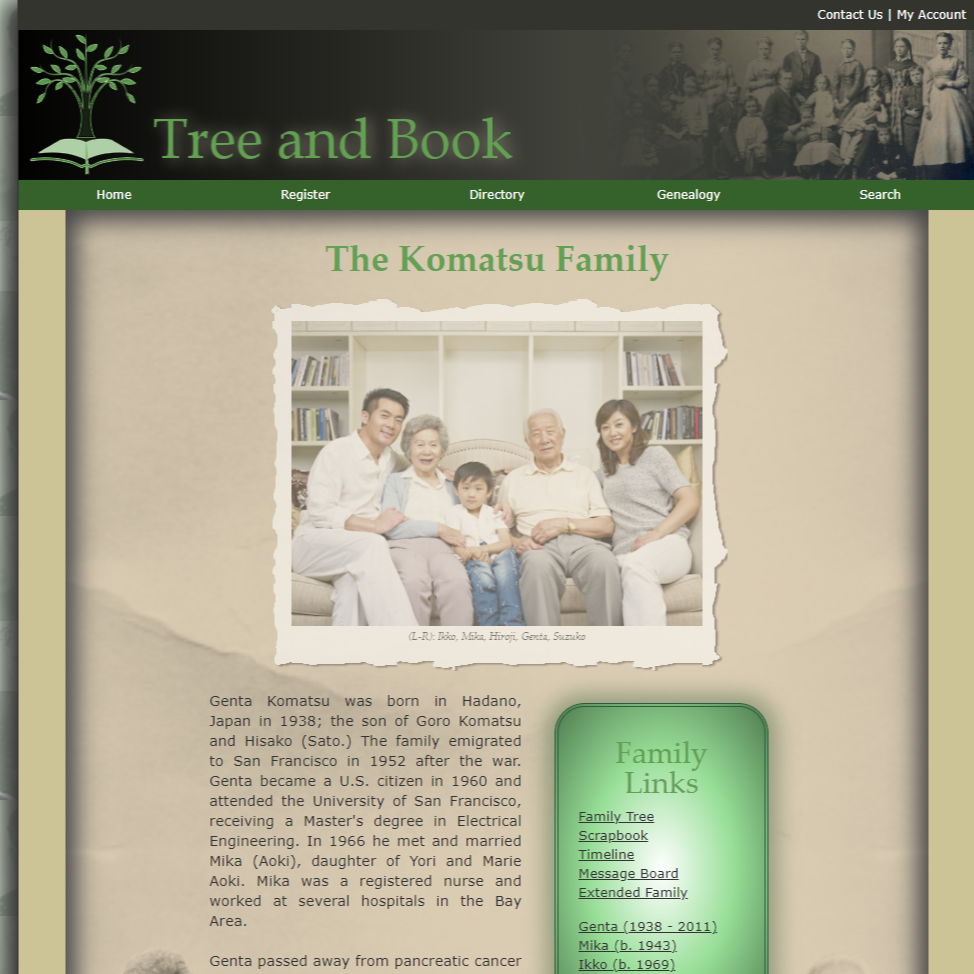 Contact Us | My Account
Tree and Book
Home Register Directory Genealogy Search
The Komatsu Family
(L-R): Ikko, Mika, Hiroji, Genta, Suzuko
Genta Komatsu was born in Hadano,
Japan in 1938; the son of Goro Komatsu
and Hisako (Sato.) The family emigrated
to San Francisco in 1952 after the war.
Genta became a U.S. citizen in 1960 and
attended the University of San Francisco,
receiving a Master's degree in Electrical
Engineering. In 1966 he met and married
Mika (Aoki), daughter of Yori and Marie
Aoki. Mika was a registered nurse and
worked at several hospitals in the Bay
Area.
Genta passed away from pancreatic cancer
Family
Links
Family Tree
Scrapbook
Timeline
Message Board
Extended Family
Genta (1938 - 2011)
Mika (b. 1943)
Ikko (b. 1969)